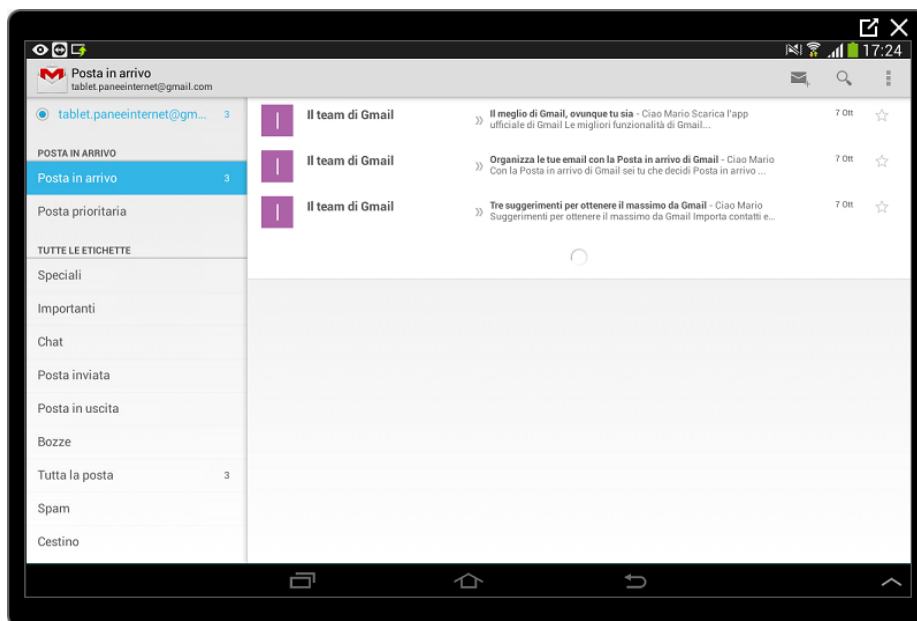 17:24
Posta in arrivo
tablet.paneeinternet@gmail.com
tablet.paneeinternet@gm... 3
POSTA IN ARRIVO
Posta in arrivo 3
Posta prioritaria
TUTTE LE ETICHETTE
Speciali
Importanti
Chat
Posta inviata
Posta in uscita
Bozze
Tutta la posta 3
Spam
Cestino
I Il team di Gmail » Il meglio di Gmail, ovunque tu sia - Ciao Mario Scarica l'app 7 Ott
ufficiale di Gmail Le migliori funzionalità di Gmail...
I Il team di Gmail » Organizza le tue email con la Posta in arrivo di Gmail - Ciao Mario 7 Ott
Con la Posta in arrivo di Gmail sei tu che decidi Posta in arrivo ...
I Il team di Gmail » Tre suggerimenti per ottenere il massimo da Gmail - Ciao Mario 7 Ott
Suggerimenti per ottenere il massimo da Gmail Importa contatti e...